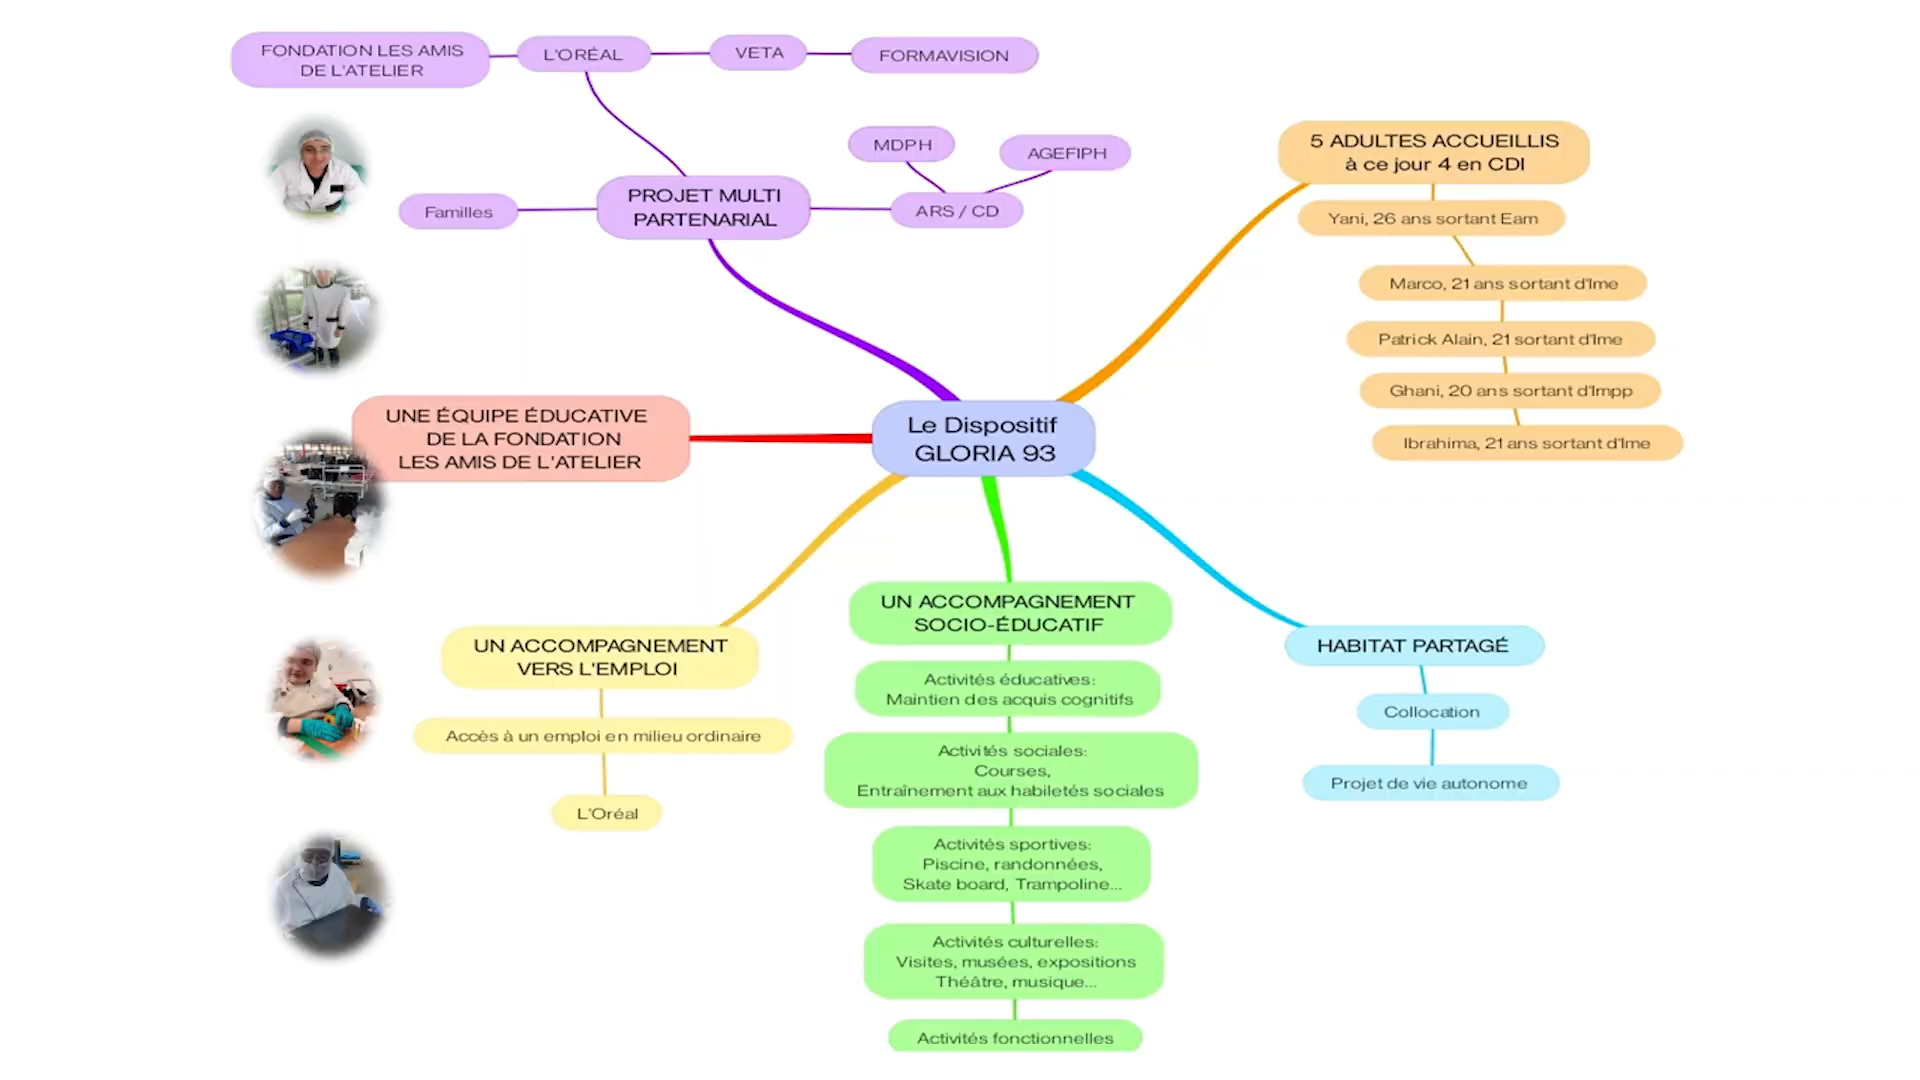 FONDATION LES AMIS
DE L'ATELIER
L'ORÉAL
VETA
FORMAVISION
MDPH
AGEFIPH
PROJET MULTI
PARTENARIAL
Familles
ARS / CD
5 ADULTES ACCUEILLIS
à ce jour 4 en CDI
Yani, 26 ans sortant Eam
Marco, 21 ans sortant d'Ime
Patrick Alain, 21 sortant d'Ime
Ghani, 20 ans sortant d'Impp
Ibrahima, 21 ans sortant d'Ime
UNE ÉQUIPE ÉDUCATIVE
DE LA FONDATION
LES AMIS DE L'ATELIER
Le Dispositif
GLORIA 93
UN ACCOMPAGNEMENT
VERS L'EMPLOI
Accès à un emploi en milieu ordinaire
L'Oréal
UN ACCOMPAGNEMENT
SOCIO-ÉDUCATIF
Activités éducatives:
Maintien des acquis cognitifs
Activités sociales:
Courses,
Entraînement aux habiletés sociales
Activités sportives:
Piscine, randonnées,
Skate board, Trampoline...
Activités culturelles:
Visites, musées, expositions
Théâtre, musique...
Activités fonctionnelles
HABITAT PARTAGÉ
Collocation
Projet de vie autonome